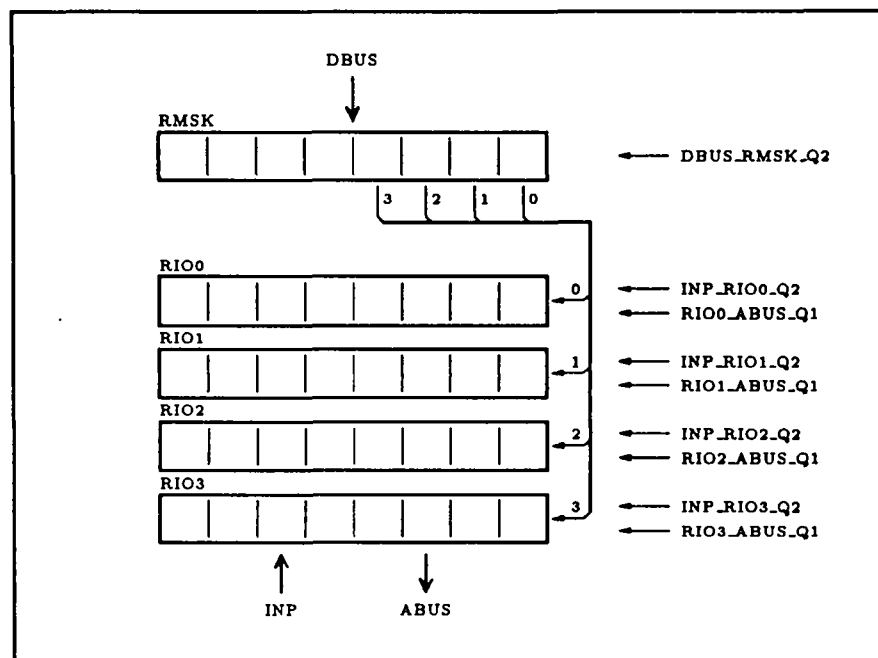 DBUS
RMSK
DBUS_RMSK_Q2
3 2 1 0
RIO0
0
INP_RIO0_Q2
RIO0_ABUS_Q1
RIO1
1
INP_RIO1_Q2
RIO1_ABUS_Q1
RIO2
2
INP_RIO2_Q2
RIO2_ABUS_Q1
RIO3
3
INP_RIO3_Q2
RIO3_ABUS_Q1
INP ABUS